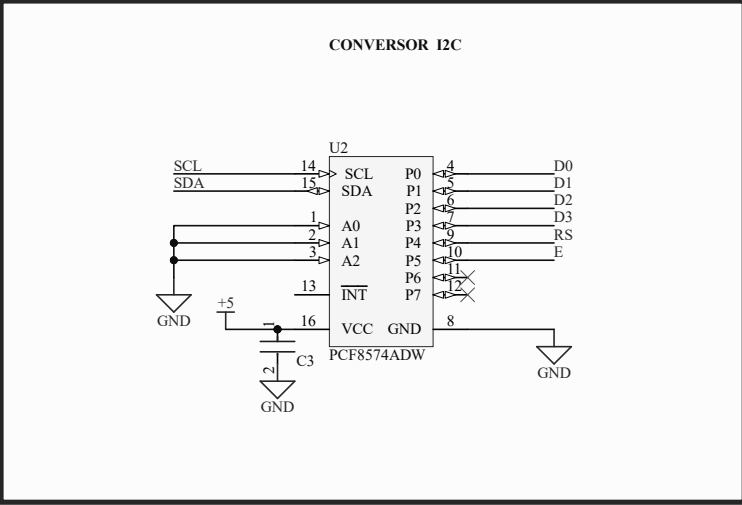 CONVERSOR I2C
U2
SCL 14 SCL P0 4 D0
SDA 15 SDA P1 5 D1
P2 6 D2
1 A0 P3 7 D3
2 A1 P4 9 RS
3 A2 P5 10 E
P6 11
13 INT P7 12
GND
+5
1 16 VCC GND 8
PCF8574ADW
C3
2
GND
GND